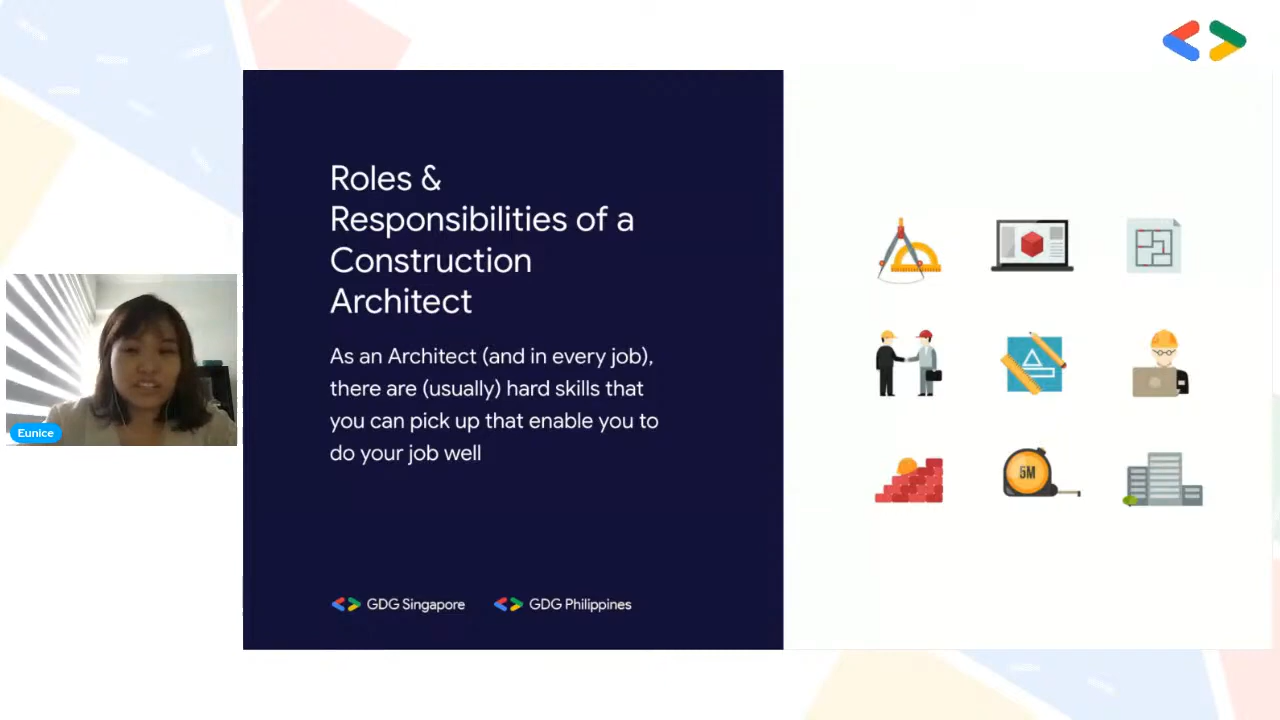 Roles &
Responsibilities of a
Construction
Architect
As an Architect (and in every job),
there are (usually) hard skills that
you can pick up that enable you to
do your job well
GDG Singapore
GDG Philippines
Eunice
5M